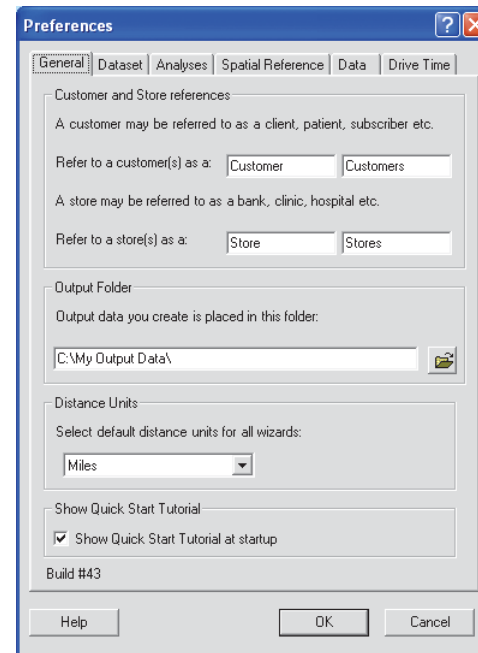 Preferences
General Dataset Analyses Spatial Reference Data Drive Time
Customer and Store references
A customer may be referred to as a client, patient, subscriber etc.
Refer to a customer(s) as a: Customer Customers
A store may be referred to as a bank, clinic, hospital etc.
Refer to a store(s) as a: Store Stores
Output Folder
Output data you create is placed in this folder:
C:\My Output Data\
Distance Units
Select default distance units for all wizards:
Miles
Show Quick Start Tutorial
Show Quick Start Tutorial at startup
Build #43
Help OK Cancel